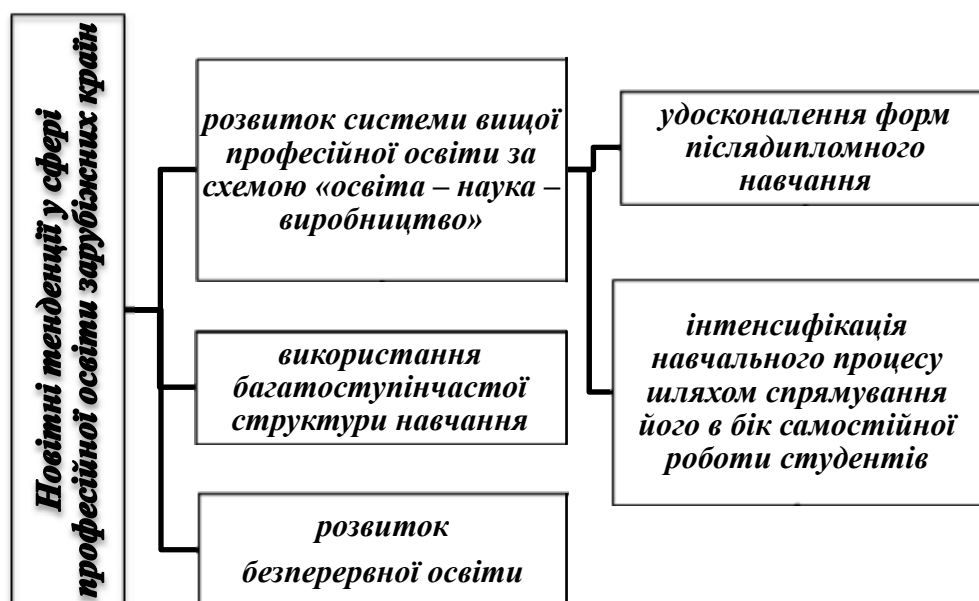 Новітні тенденції у сфері
професійної освіти зарубіжних країн
розвиток системи вищої
професійної освіти за
схемою «освіта – наука –
виробництво»
удосконалення форм
післядипломного
навчання
інтенсифікація
навчального процесу
шляхом спрямування
його в бік самостійної
роботи студентів
використання
багатоступінчастої
структури навчання
розвиток
безперервної освіти